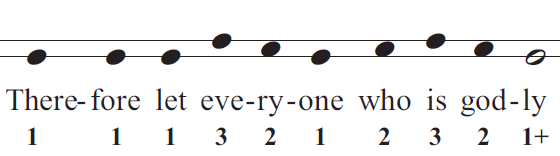 There-fore let eve-ry-one who is god-ly
1 1 1 3 2 1 2 3 2 1+